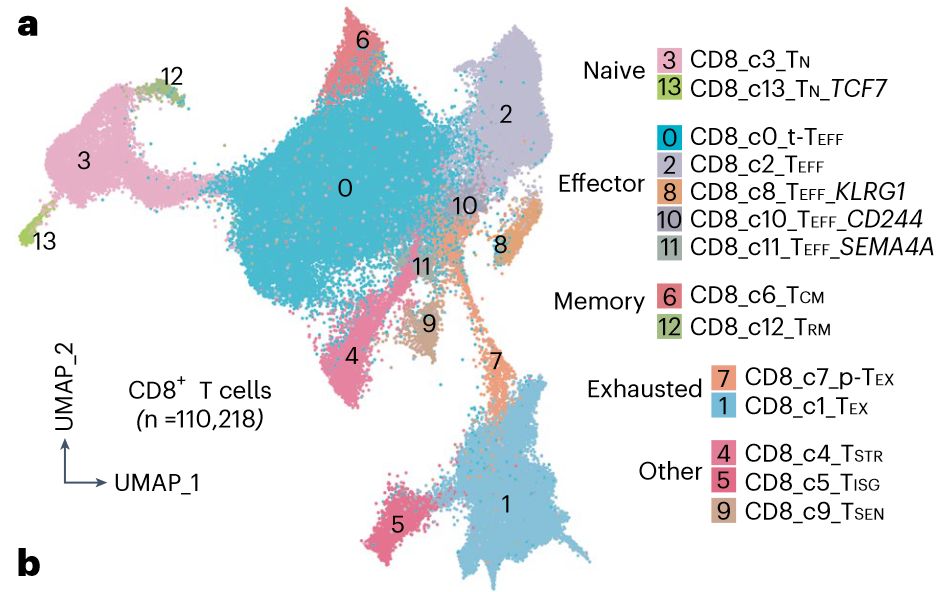 a
6
12
Naive
3 CD8_c3_TN
13 CD8_c13_TN_TCF7
2
3
0 CD8_c0_t-TEFF
2 CD8_c2_TEFF
Effector
8 CD8_c8_TEFF_KLRG1
10 CD8_c10_TEFF_CD244
11 CD8_c11_TEFF_SEMA4A
0
10
13
8
11
Memory
6 CD8_c6_TCM
12 CD8_c12_TRM
9
4
7
Exhausted
7 CD8_c7_p-TEX
1 CD8_c1_TEX
UMAP_2
CD8+ T cells
(n =110,218)
UMAP_1
Other
4 CD8_c4_TSTR
5 CD8_c5_TISG
9 CD8_c9_TSEN
1
5
b